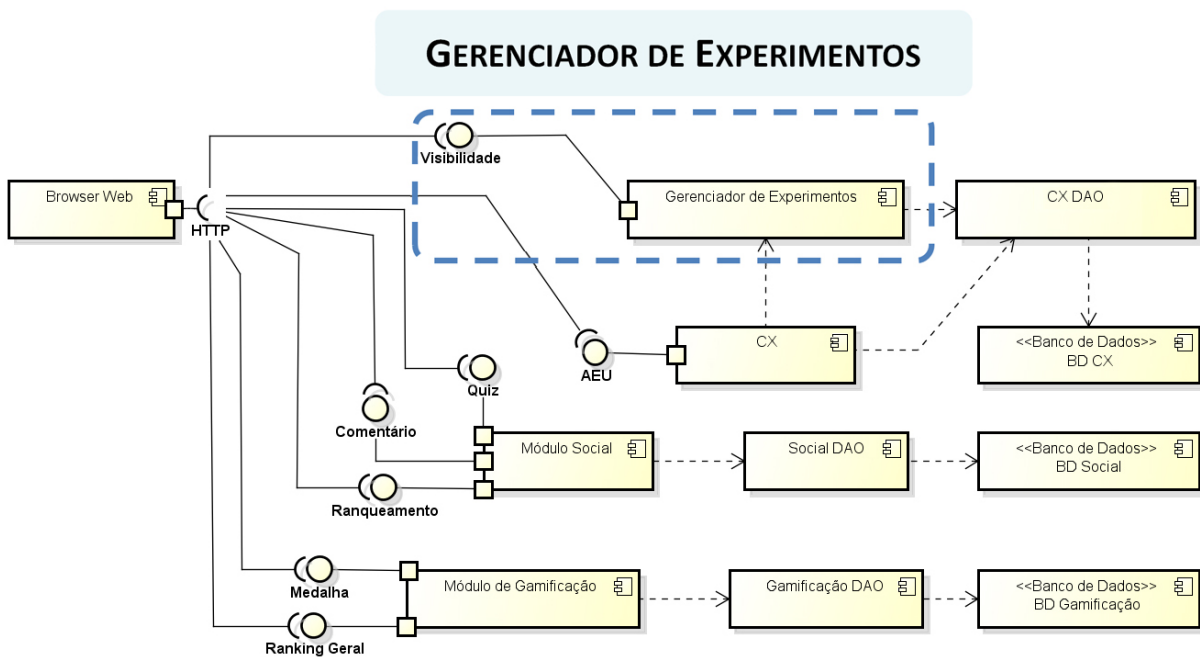 GERENCIADOR DE EXPERIMENTOS
Visibilidade
Browser Web
HTTP
Gerenciador de Experimentos
CX DAO
AEU
CX
<<Banco de Dados>>
BD CX
Quiz
Comentário
Ranqueamento
Módulo Social
Social DAO
<<Banco de Dados>>
BD Social
Medalha
Ranking Geral
Módulo de Gamificação
Gamificação DAO
<<Banco de Dados>>
BD Gamificação